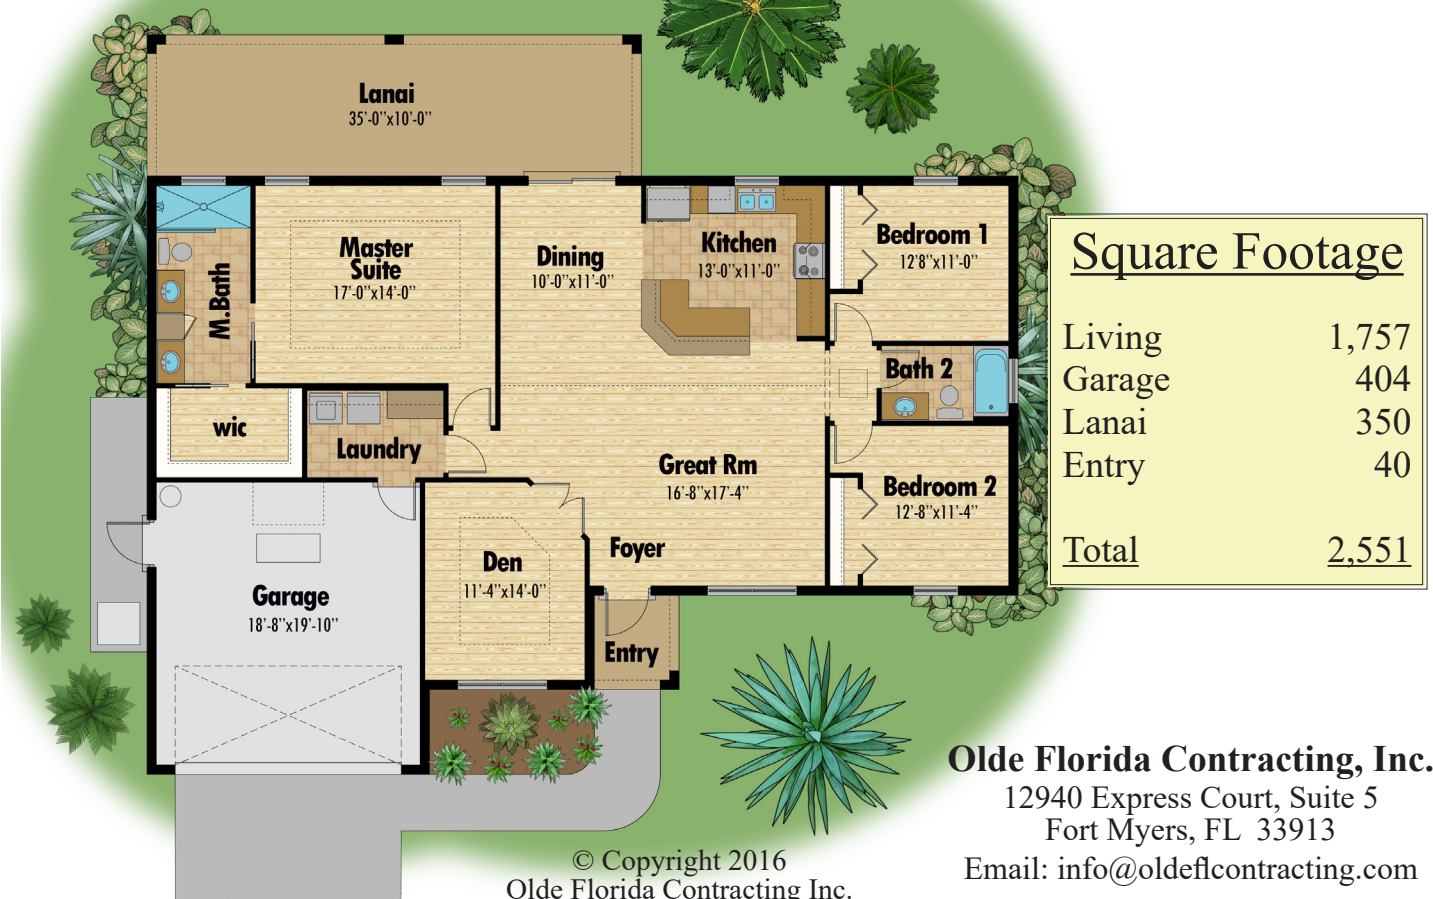 Lanai
35'-0"x10'-0"
Master
Suite
17'-0"x14'-0"
M.Bath
Dining
10'-0"x11'-0"
Kitchen
13'-0"x11'-0"
Bedroom 1
12'8"x11'-0"
Bath 2
wic
Laundry
Great Rm
16'-8"x17'-4"
Bedroom 2
12'-8"x11'-4"
Foyer
Den
11'-4"x14'-0"
Garage
18'-8"x19'-10"
Entry
Square Footage
Living 1,757
Garage 404
Lanai 350
Entry 40
Total 2,551
Olde Florida Contracting, Inc.
12940 Express Court, Suite 5
Fort Myers, FL 33913
Email: info@oldeflcontracting.com
© Copyright 2016
Olde Florida Contracting Inc.